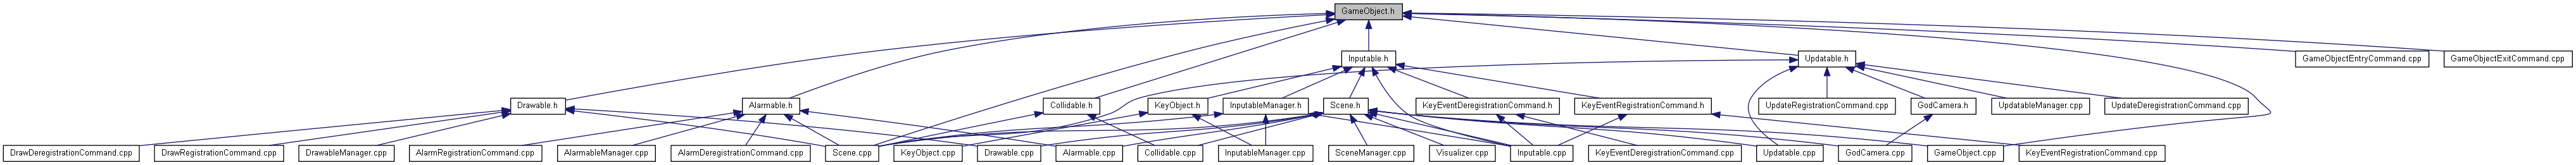 GameObject.h
Inputable.h
Updatable.h
GameObjectEntryCommand.cpp
GameObjectExitCommand.cpp
Drawable.h
Alarmable.h
Collidable.h
KeyObject.h
InputableManager.h
Scene.h
KeyEventDeregistrationCommand.h
KeyEventRegistrationCommand.h
UpdateRegistrationCommand.cpp
GodCamera.h
UpdatableManager.cpp
UpdateDeregistrationCommand.cpp
DrawDeregistrationCommand.cpp
DrawRegistrationCommand.cpp
DrawableManager.cpp
AlarmRegistrationCommand.cpp
AlarmableManager.cpp
AlarmDeregistrationCommand.cpp
Scene.cpp
KeyObject.cpp
Drawable.cpp
Alarmable.cpp
Collidable.cpp
InputableManager.cpp
SceneManager.cpp
Visualizer.cpp
Inputable.cpp
KeyEventDeregistrationCommand.cpp
Updatable.cpp
GodCamera.cpp
GameObject.cpp
KeyEventRegistrationCommand.cpp